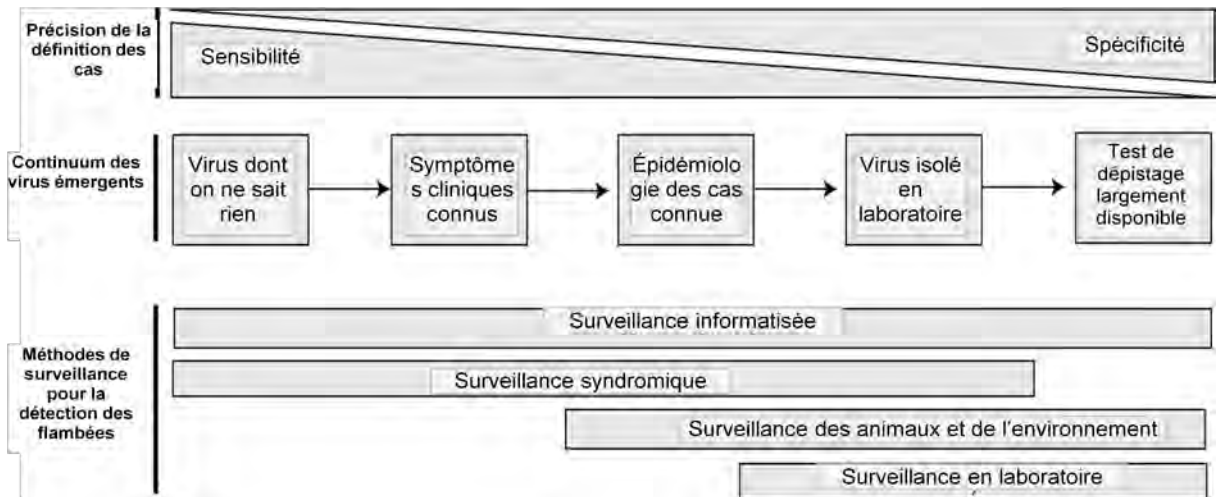 Précision de la
définition des
cas
Sensibilité
Spécificité
Continuum des
virus émergents
Virus dont
on ne sait
rien
Symptôme
s cliniques
connus
Épidémiolo
gie des cas
connue
Virus isolé
en
laboratoire
Test de
dépistage
largement
disponible
Méthodes de
surveillance
pour la
détection des
flambées
Surveillance informatisée
Surveillance syndromique
Surveillance des animaux et de l'environnement
Surveillance en laboratoire